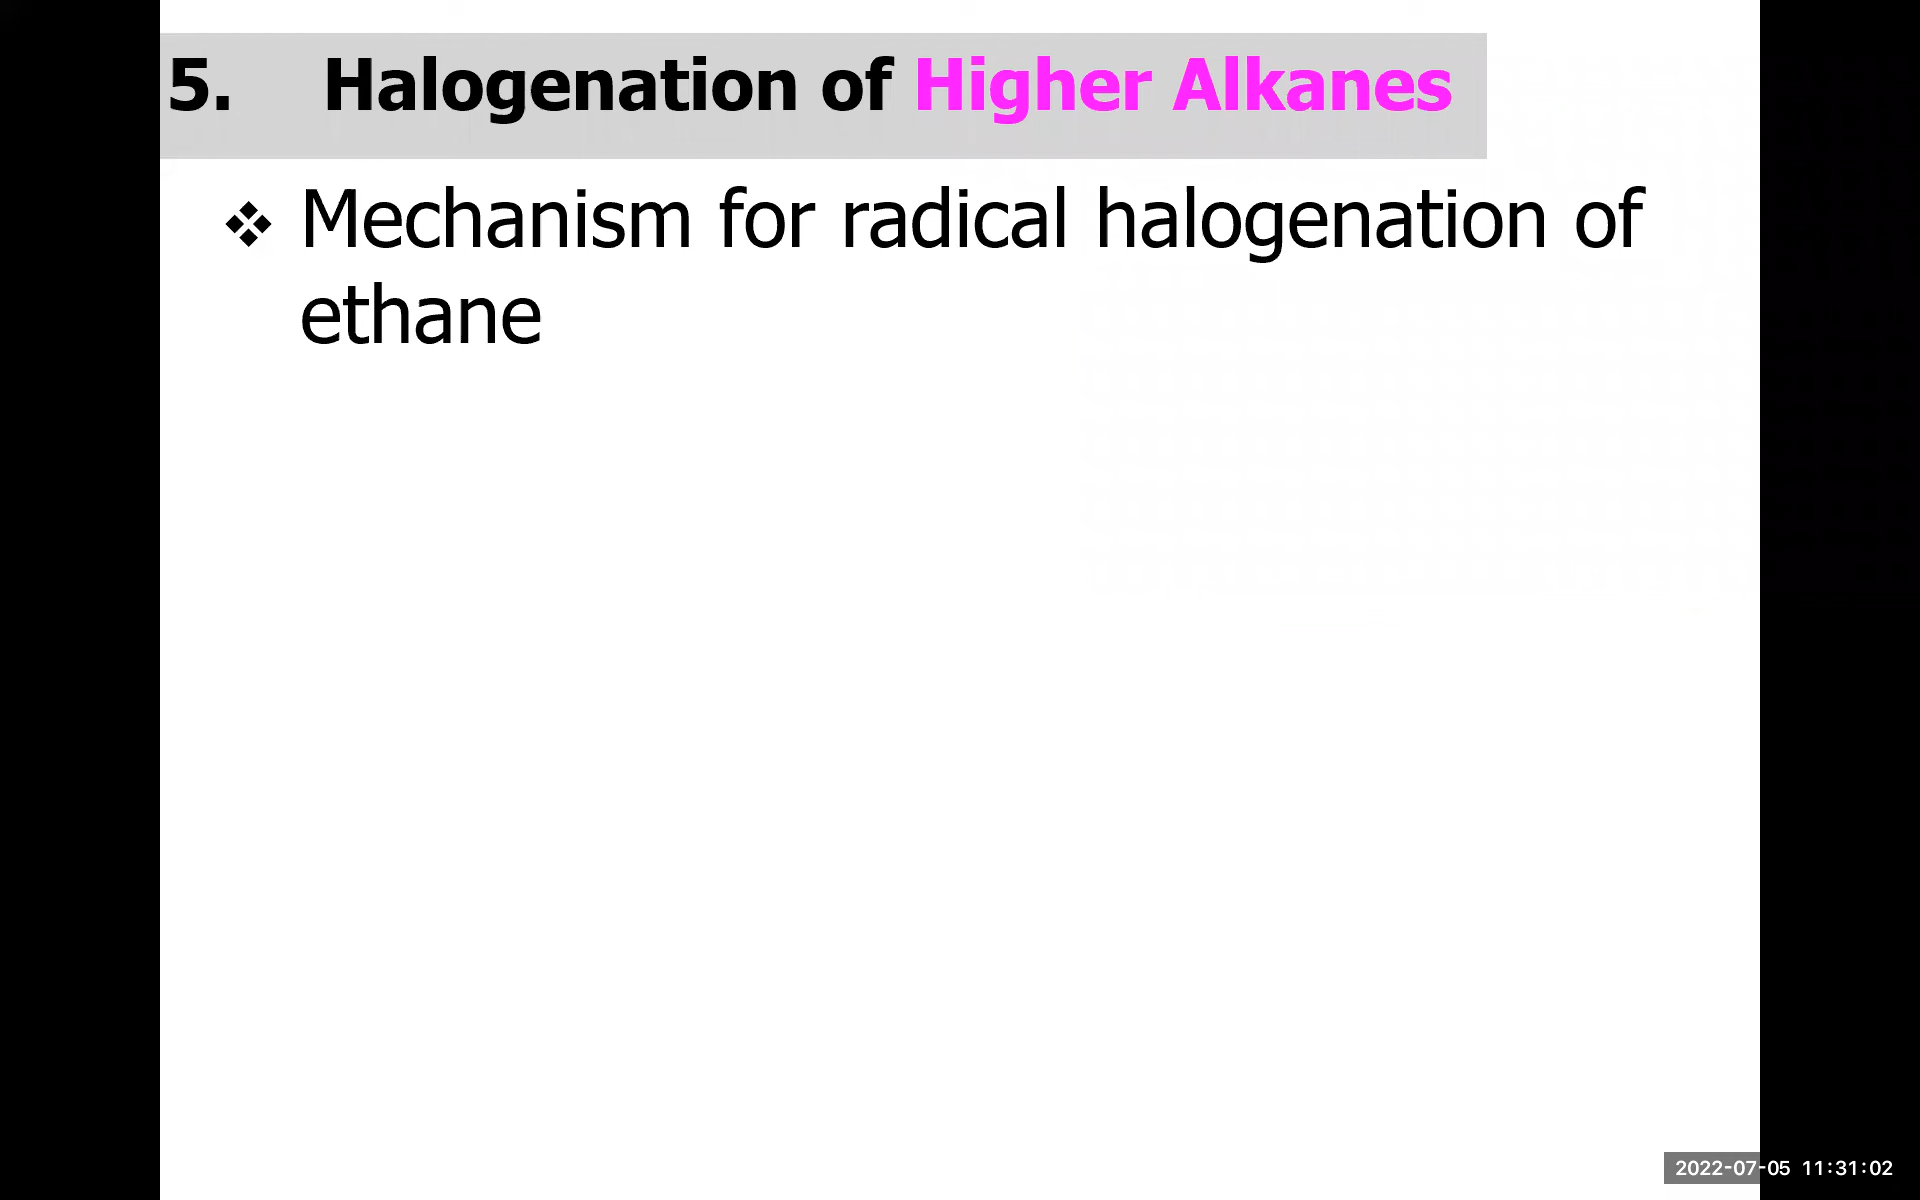 5. Halogenation of Higher Alkanes
❖ Mechanism for radical halogenation of
ethane
2022-07-05 11:31:02